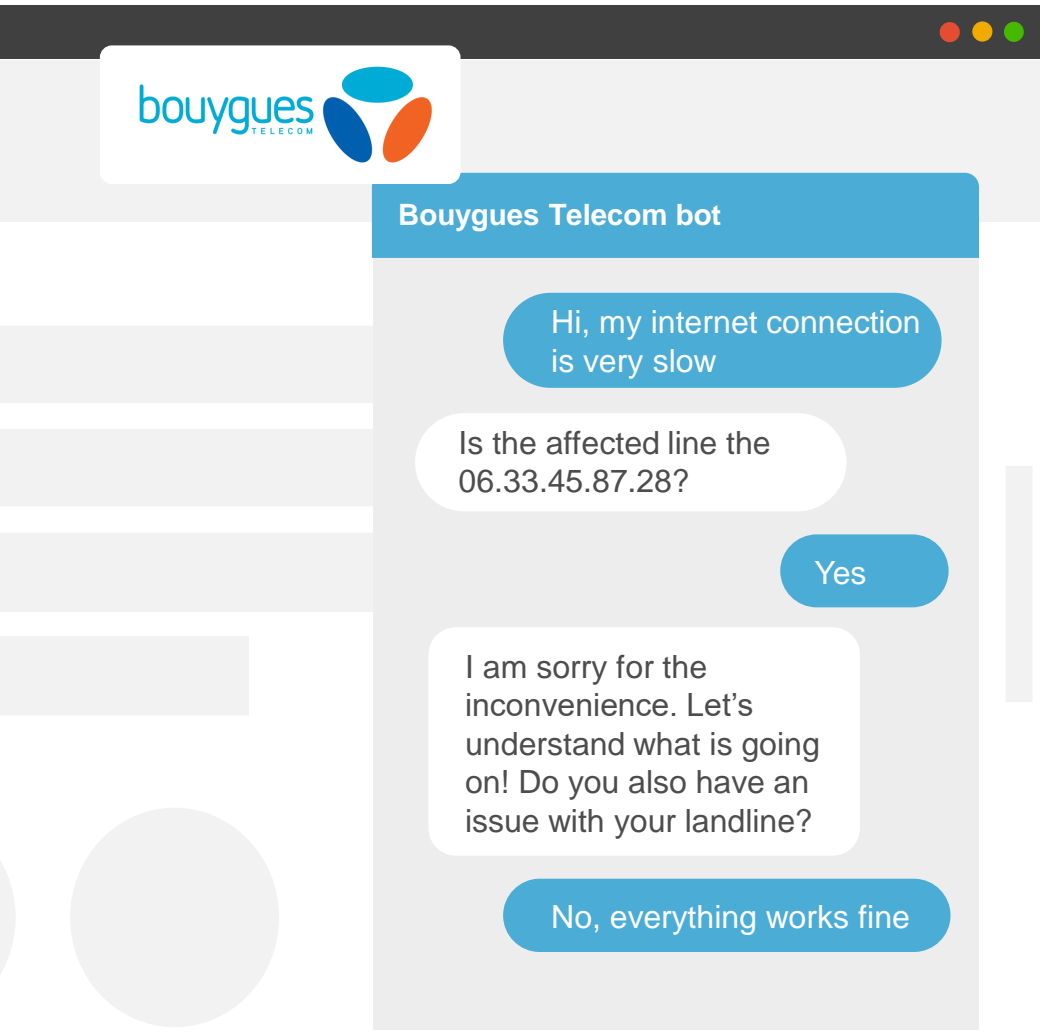 bouygues
TELECOM
Bouygues Telecom bot
Hi, my internet connection
is very slow
Is the affected line the
06.33.45.87.28?
Yes
I am sorry for the
inconvenience. Let’s
understand what is going
on! Do you also have an
issue with your landline?
No, everything works fine